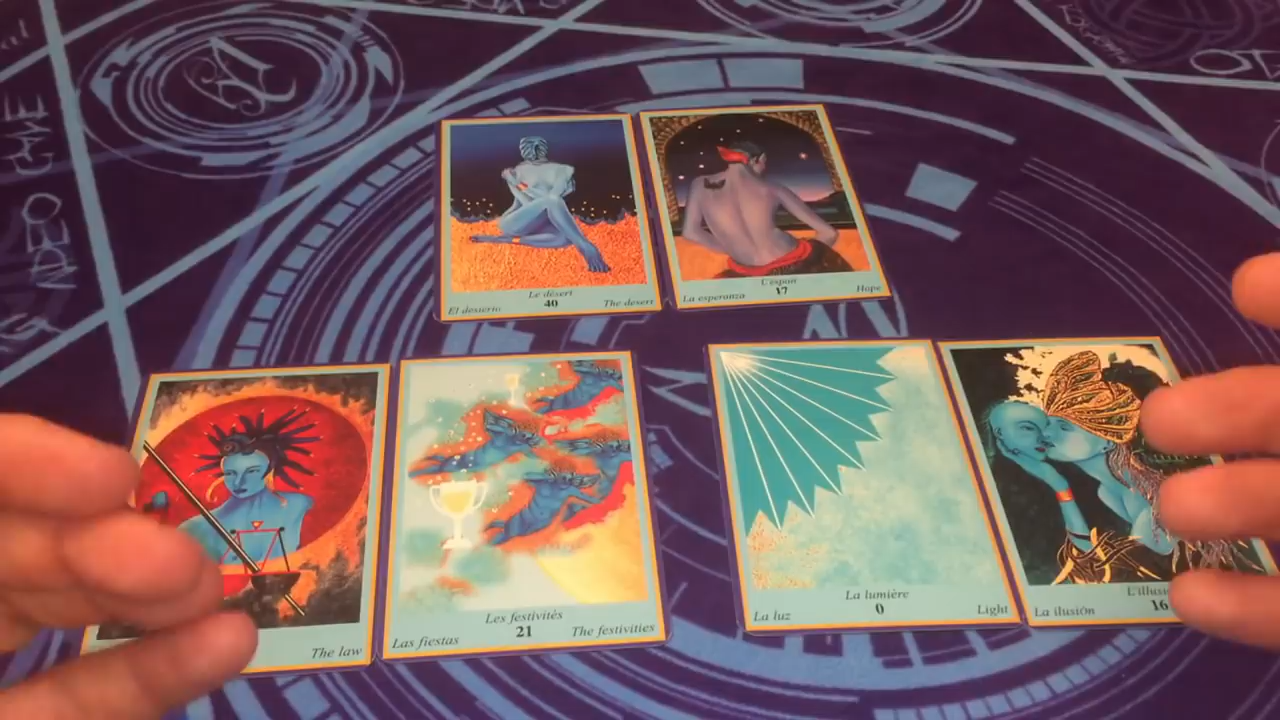 Le désert
El desierto 40 The desert
L'espoir
La esperanza 17 Hope
The law
Les festivités
Las fiestas 21 The festivities
La lumière
La luz 0 Light
La ilusión 16